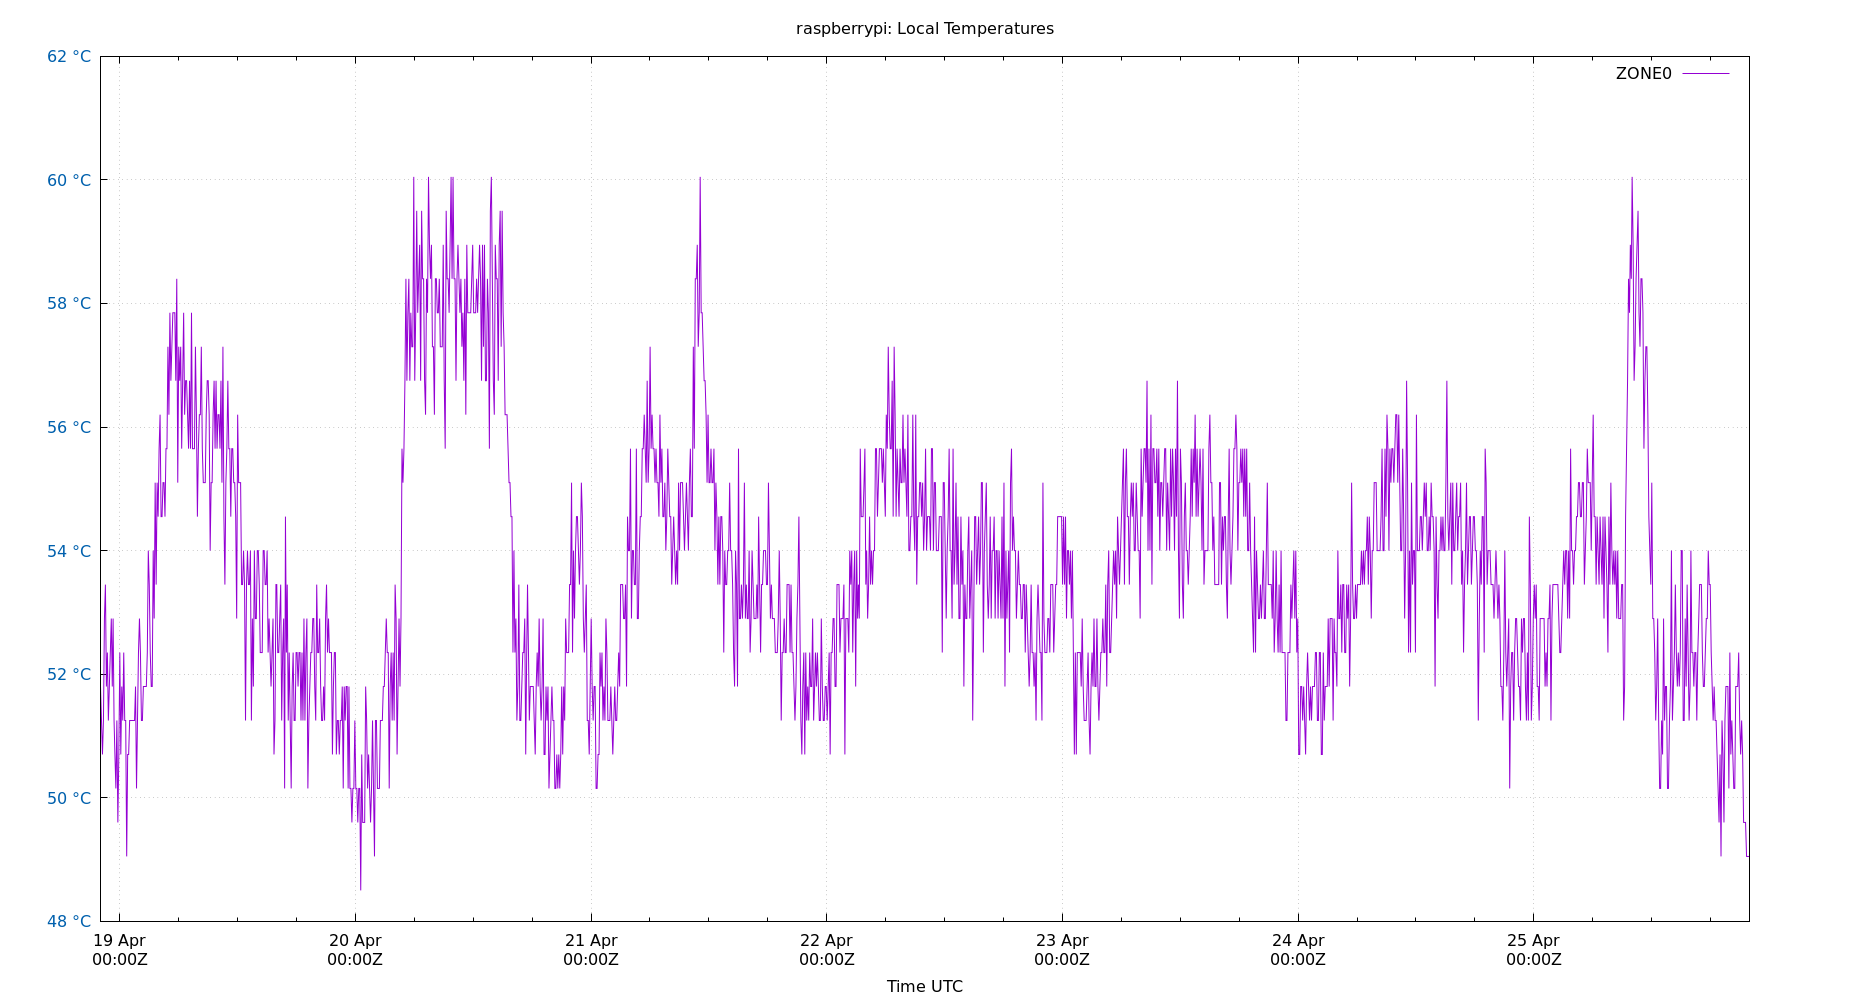 raspberrypi: Local Temperatures
62 °C
ZONE0
60 °C
58 °C
56 °C
54 °C
52 °C
50 °C
48 °C
19 Apr 20 Apr 21 Apr 22 Apr 23 Apr 24 Apr 25 Apr
00:00Z 00:00Z 00:00Z 00:00Z 00:00Z 00:00Z 00:00Z
Time UTC